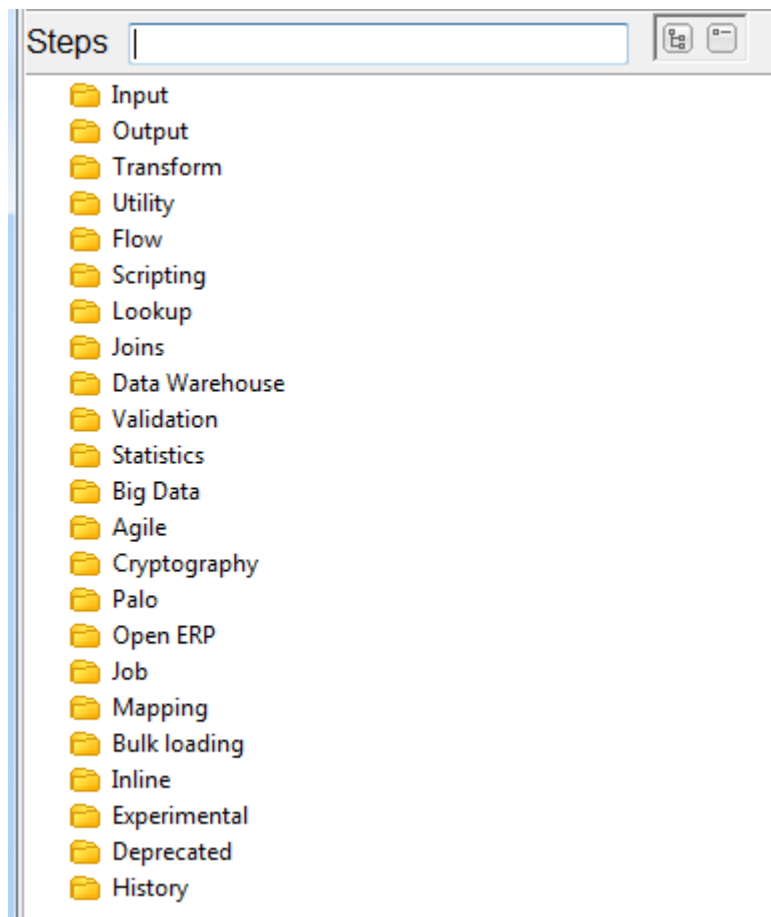 Steps
Input
Output
Transform
Utility
Flow
Scripting
Lookup
Joins
Data Warehouse
Validation
Statistics
Big Data
Agile
Cryptography
Palo
Open ERP
Job
Mapping
Bulk loading
Inline
Experimental
Deprecated
History